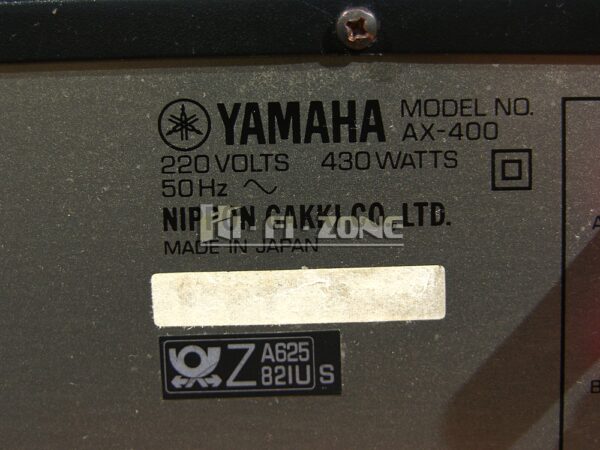 YAMAHA MODEL NO.
AX-400
220 VOLTS 430 WATTS
50 Hz
NIPPON GAKKI CO., LTD.
HI-FI-ZONE
MADE IN JAPAN
Z A625
821U S
A
8